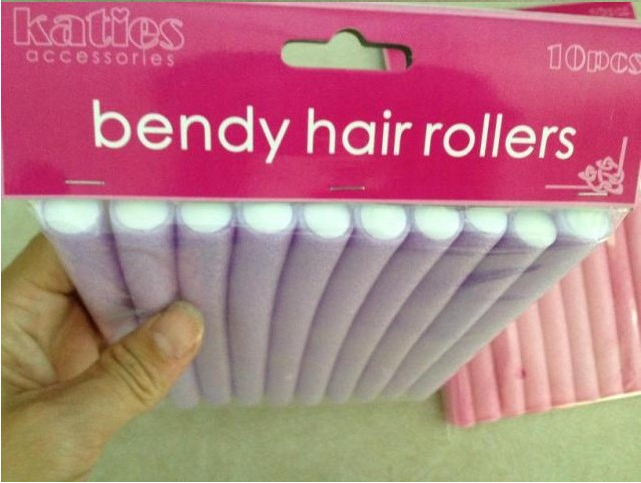 katies
accessories
10pcs
bendy hair rollers